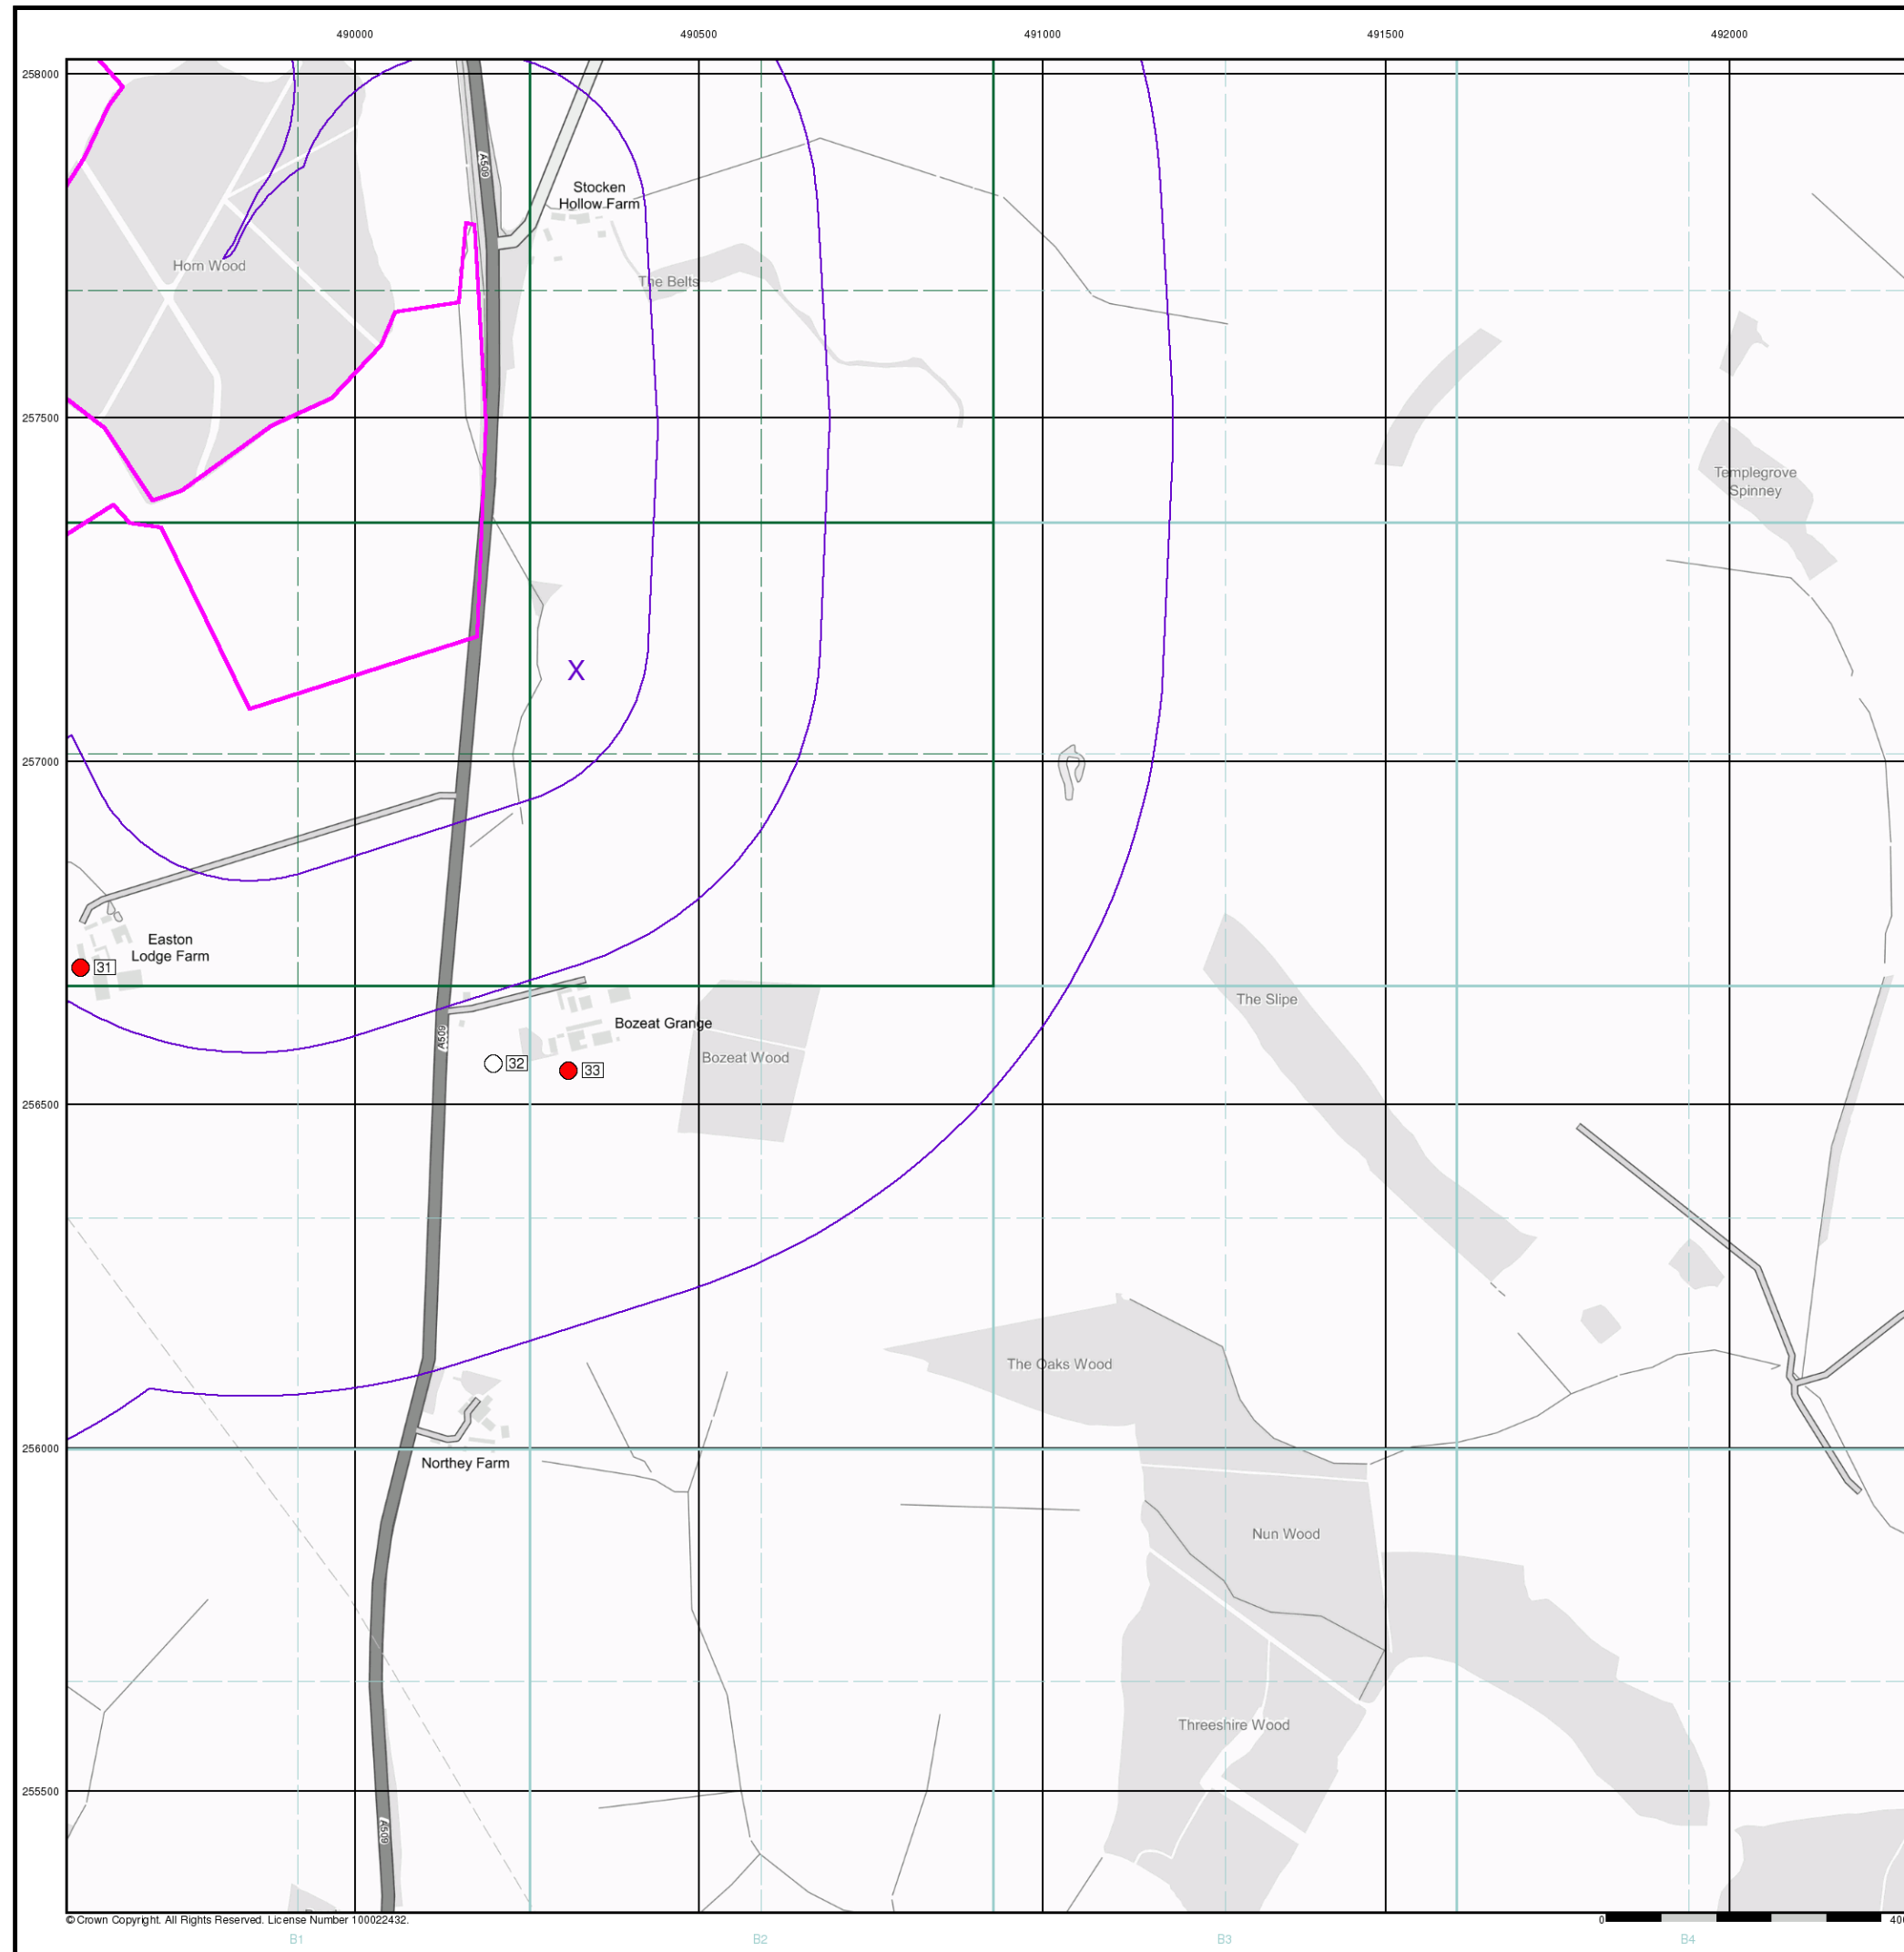 490000
490500
491000
491500
492000
258000
A509
Stocken
Hollow Farm
Horn Wood
The Belts
257500
Templegrove
Spinney
X
257000
Easton
Lodge Farm
31
The Slipe
Bozeat Grange
A509
32
33
Bozeat Wood
256500
The Oaks Wood
256000
Northey Farm
Nun Wood
Threeshire Wood
255500
A509
© Crown Copyright. All Rights Reserved. License Number 100022432.
0
B1
B2
B3
B4